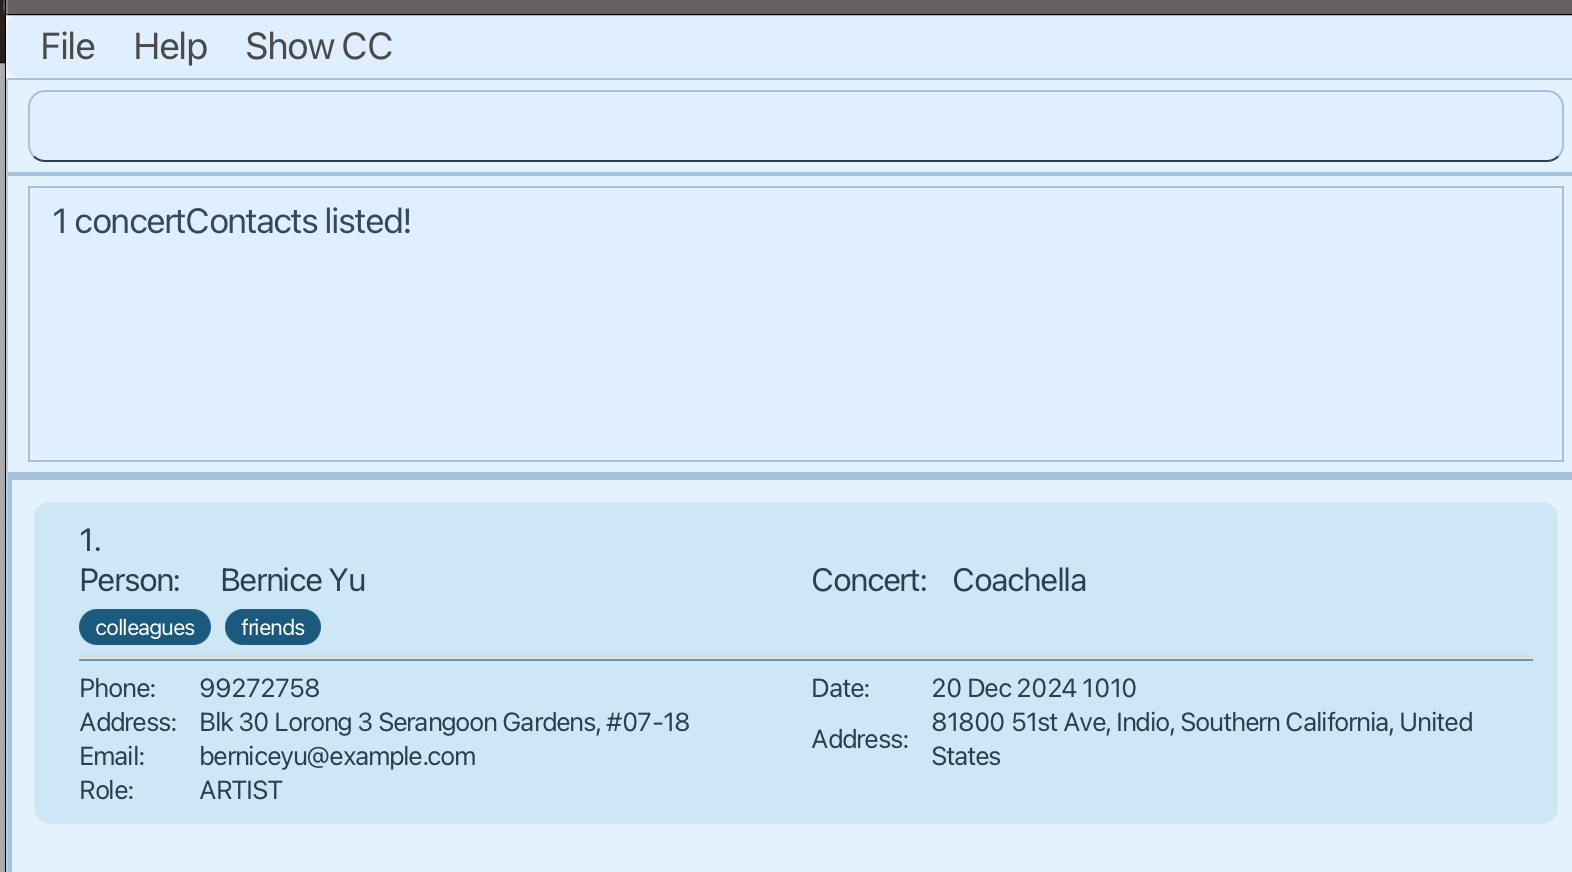 File Help Show CC
1 concertContacts listed!
1.
Person: Bernice Yu
colleagues friends
Phone: 99272758
Address: Blk 30 Lorong 3 Serangoon Gardens, #07-18
Email: berniceyu@example.com
Role: ARTIST
Concert: Coachella
Date: 20 Dec 2024 1010
Address: 81800 51st Ave, Indio, Southern California, United
States